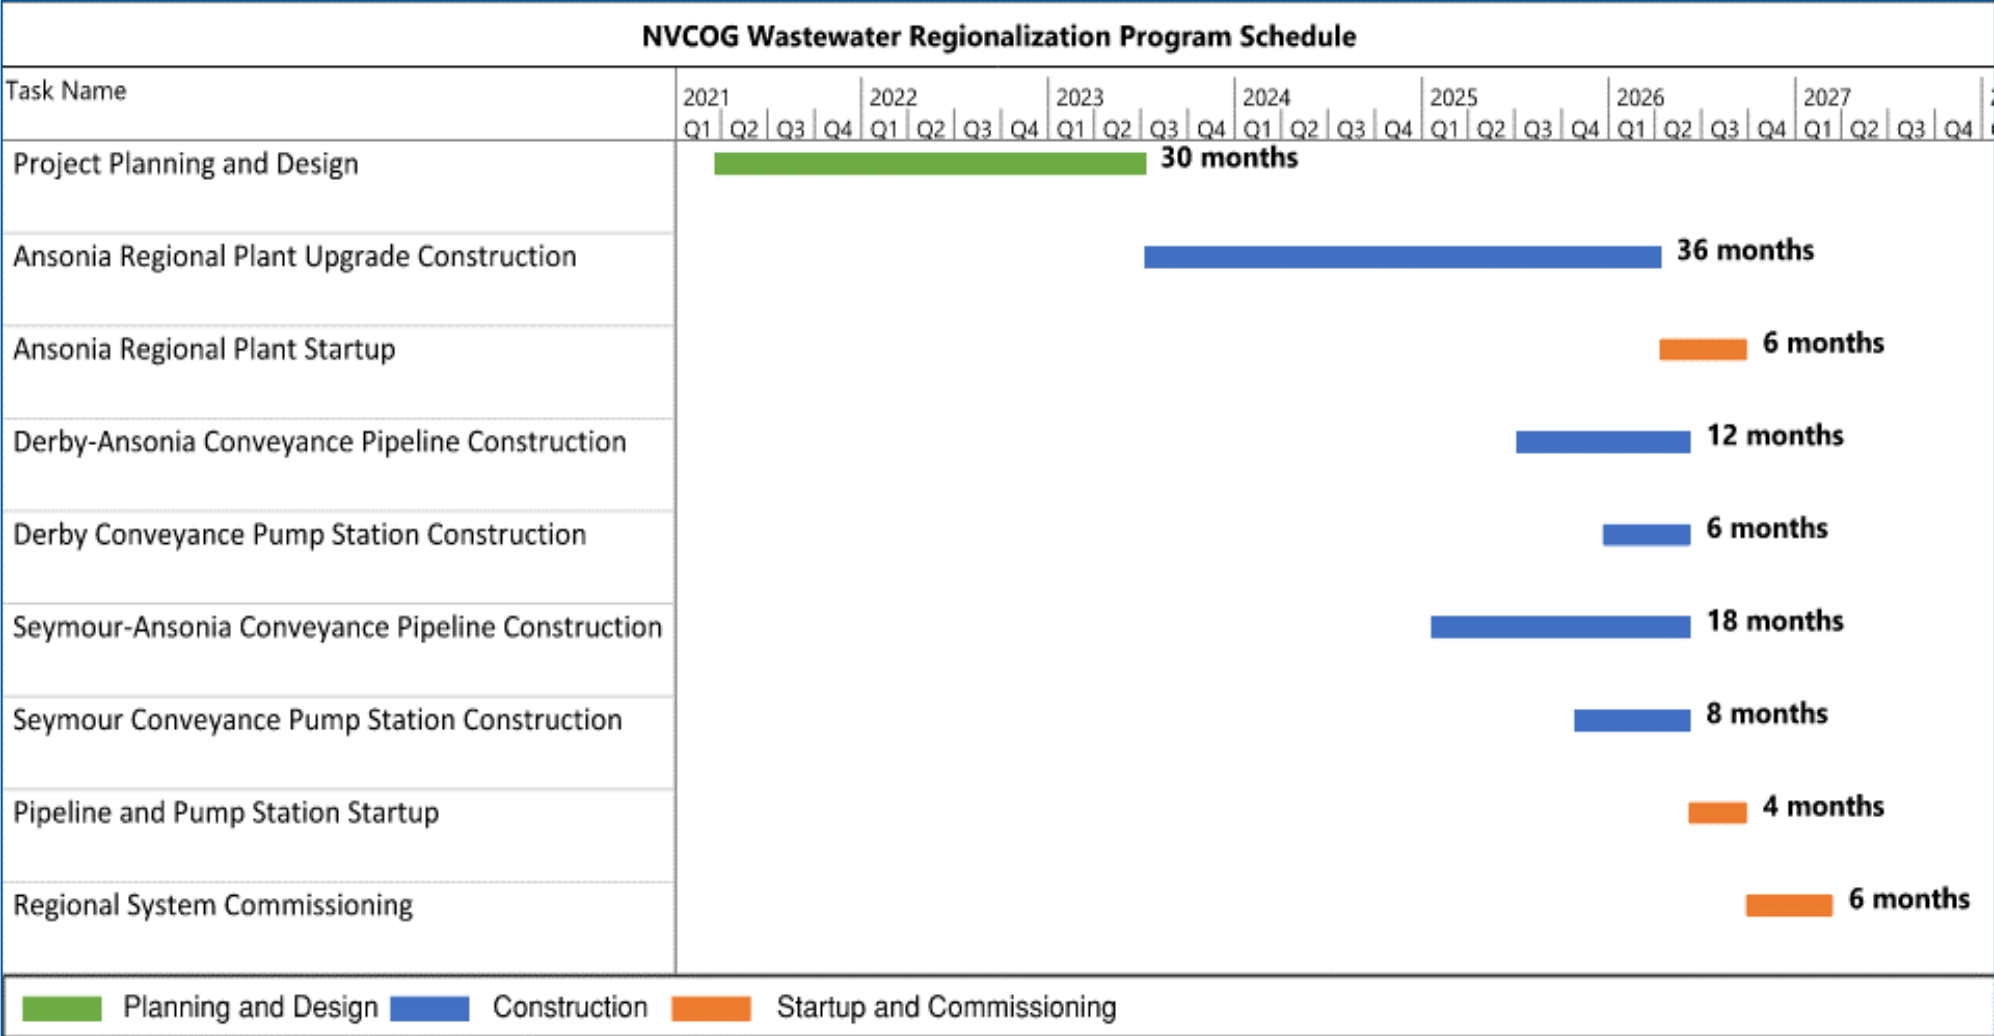 NVCOG Wastewater Regionalization Program Schedule
Task Name
2021 2022 2023 2024 2025 2026 2027
Q1 Q2 Q3 Q4 Q1 Q2 Q3 Q4 Q1 Q2 Q3 Q4 Q1 Q2 Q3 Q4 Q1 Q2 Q3 Q4 Q1 Q2 Q3 Q4 Q1 Q2 Q3 Q4
Project Planning and Design 30 months
Ansonia Regional Plant Upgrade Construction 36 months
Ansonia Regional Plant Startup 6 months
Derby-Ansonia Conveyance Pipeline Construction 12 months
Derby Conveyance Pump Station Construction 6 months
Seymour-Ansonia Conveyance Pipeline Construction 18 months
Seymour Conveyance Pump Station Construction 8 months
Pipeline and Pump Station Startup 4 months
Regional System Commissioning 6 months
Planning and Design Construction Startup and Commissioning